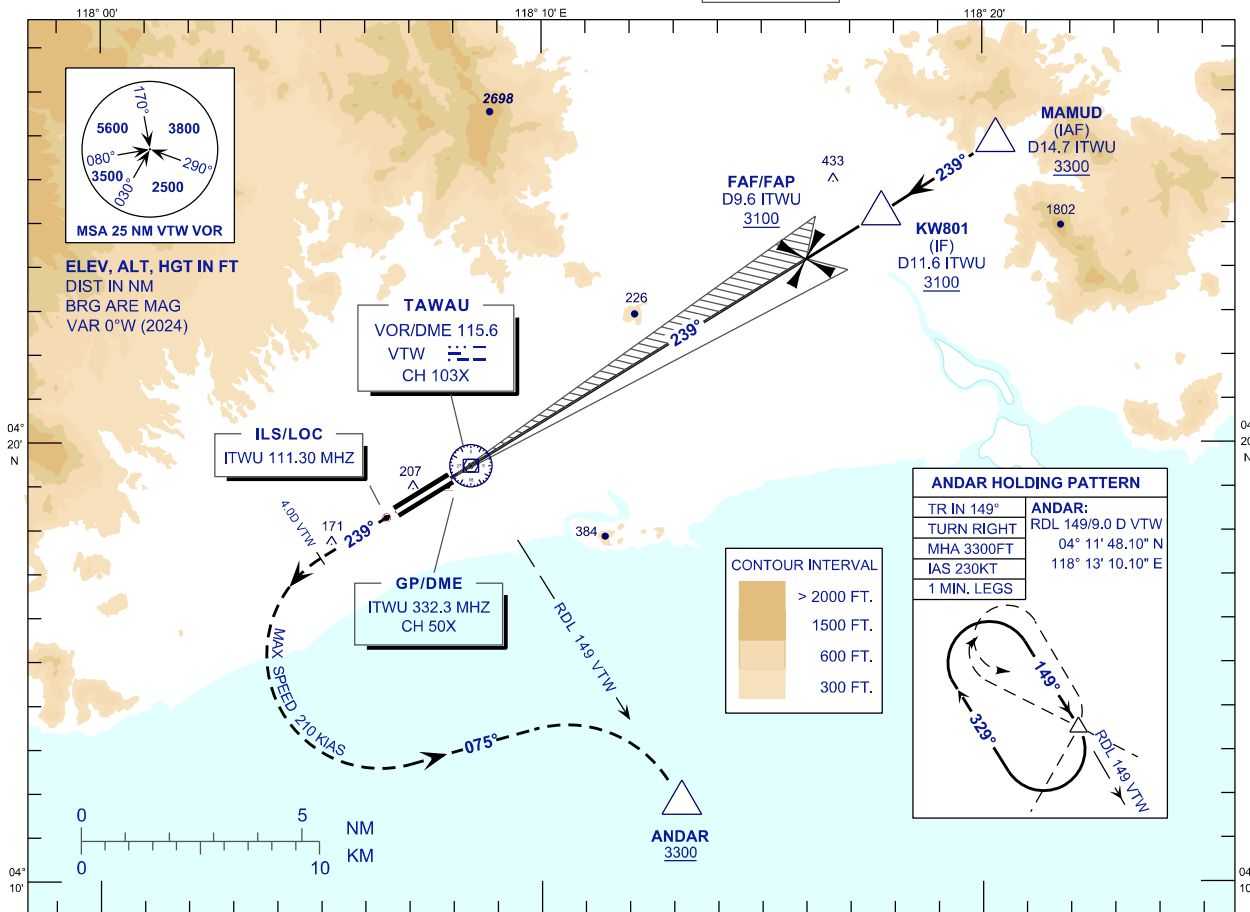 118° 00'
118° 10' E
118° 20'
170°
5600
3800
080°
290°
3500
030°
2500
MSA 25 NM VTW VOR
ELEV, ALT, HGT IN FT
DIST IN NM
BRG ARE MAG
VAR 0°W (2024)
2698
MAMUD
(IAF)
D14.7 ITWU
3300
239°
433
FAF/FAP
D9.6 ITWU
3100
1802
KW801
(IF)
D11.6 ITWU
3100
TAWAU
VOR/DME 115.6
VTW
CH 103X
226
239°
04°
20'
N
04°
20'
N
ILS/LOC
ITWU 111.30 MHZ
207
4.0D VTW
171
239°
384
GP/DME
ITWU 332.3 MHZ
CH 50X
RDL 149 VTW
MAX SPEED 210 KIAS
075°
ANDAR
3300
CONTOUR INTERVAL
> 2000 FT.
1500 FT.
600 FT.
300 FT.
ANDAR HOLDING PATTERN
TR IN 149°
TURN RIGHT
MHA 3300FT
IAS 230KT
1 MIN. LEGS
ANDAR:
RDL 149/9.0 D VTW
04° 11' 48.10" N
118° 13' 10.10" E
149°
329°
RDL 149 VTW
0
5
NM
KM
0
10
04°
10'
04°
10'